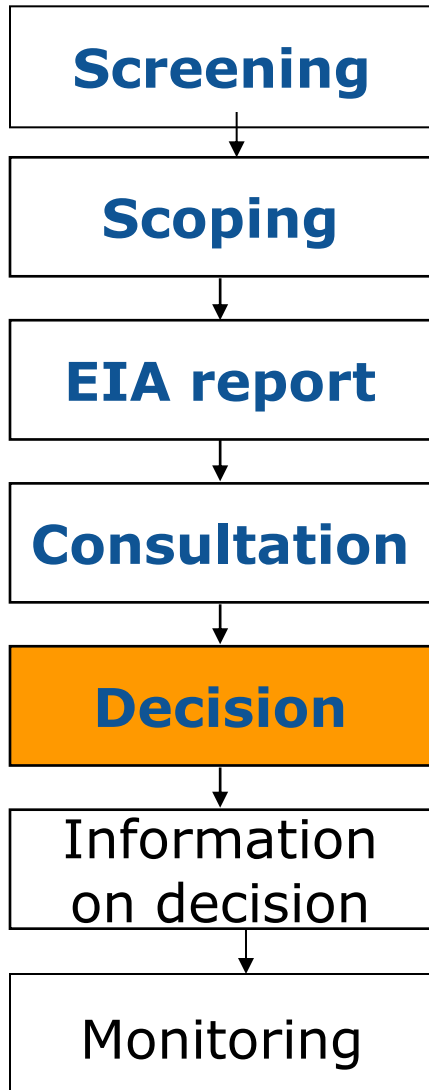 Screening
Scoping
EIA report
Consultation
Decision
Information
on decision
Monitoring